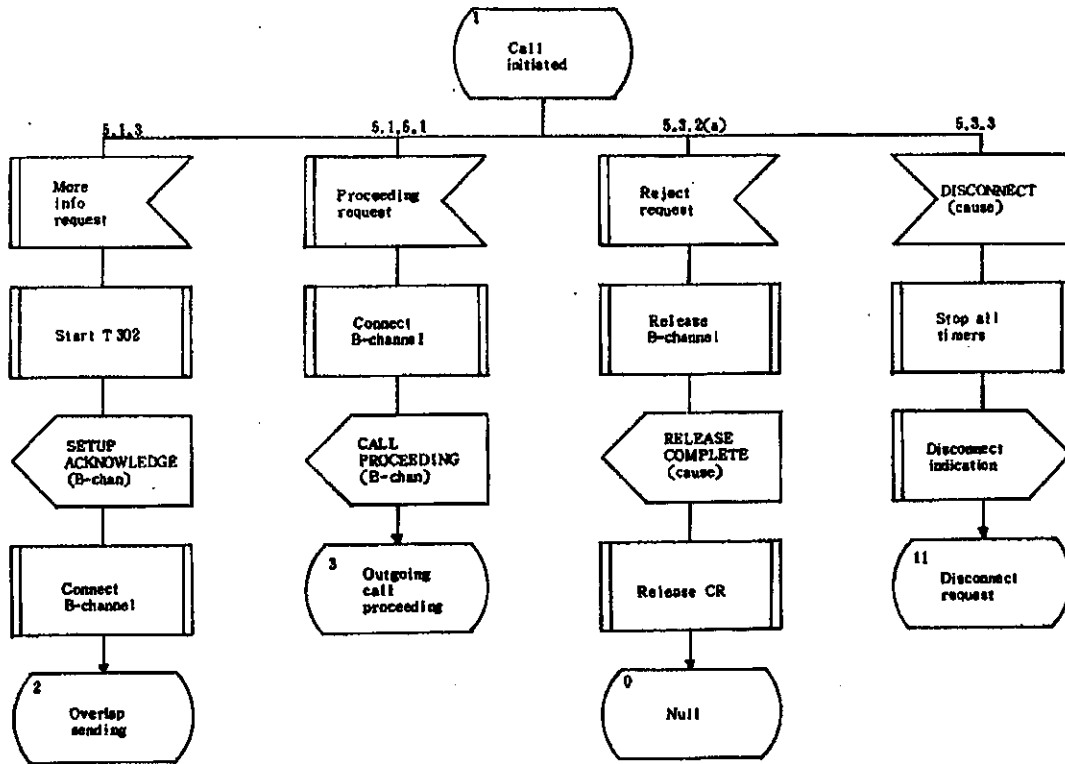 1
Call
initiated
5.1.3
5.1.5.1
5.3.2(a)
5.3.3
More
info
request
Proceeding
request
Reject
request
DISCONNECT
(cause)
Start T302
Connect
B-channel
Release
B-channel
Stop all
timers
SETUP
ACKNOWLEDGE
(B-chan)
CALL
PROCEEDING
(B-chan)
RELEASE
COMPLETE
(cause)
Disconnect
indication
Connect
B-channel
3
Outgoing
call
proceeding
Release CR
11
Disconnect
request
2
Overlap
sending
0
Null